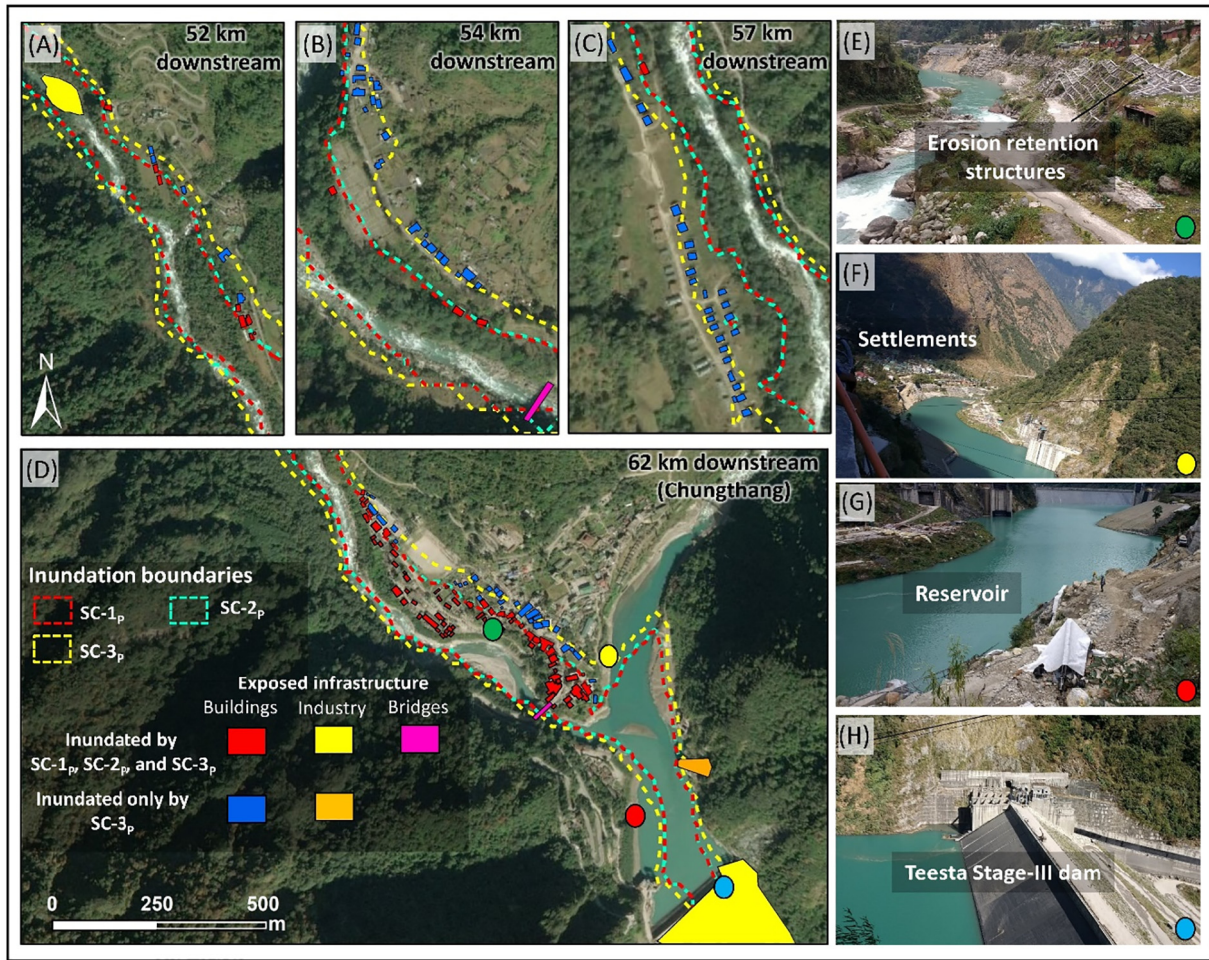 (A)
52 km
downstream
(B)
54 km
downstream
(C)
57 km
downstream
N
(D)
62 km downstream
(Chungthang)
Inundation boundaries
SC-1P
SC-2P
SC-3P
Exposed infrastructure
Buildings Industry Bridges
Inundated by
SC-1P, SC-2P, and SC-3P
Inundated only by
SC-3P
0 250 500
m
(E)
Erosion retention
structures
(F)
Settlements
(G)
Reservoir
(H)
Teesta Stage-III dam